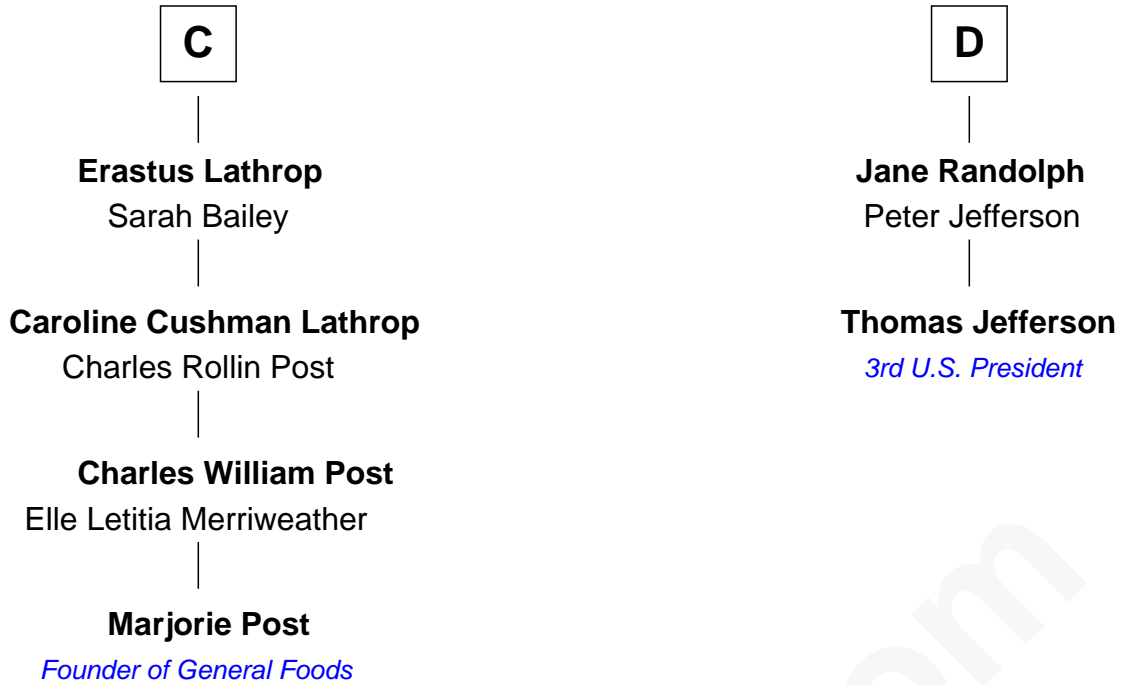 C
Erastus Lathrop
Sarah Bailey
Caroline Cushman Lathrop
Charles Rollin Post
Charles William Post
Elle Letitia Merriweather
Marjorie Post
Founder of General Foods
D
Jane Randolph
Peter Jefferson
Thomas Jefferson
3rd U.S. President
om